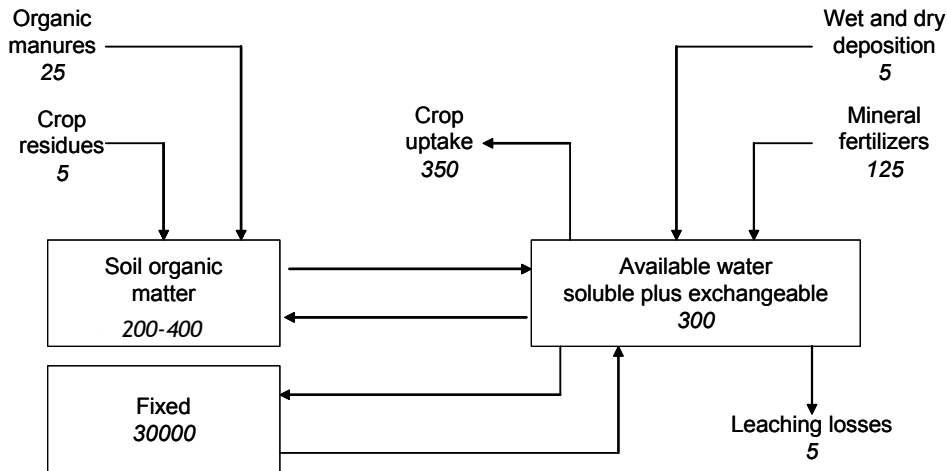 Organic
manures
25
Wet and dry
deposition
5
Crop
residues
5
Crop
uptake
350
Mineral
fertilizers
125
Soil organic
matter
200-400
Available water
soluble plus exchangeable
300
Fixed
30000
Leaching losses
5